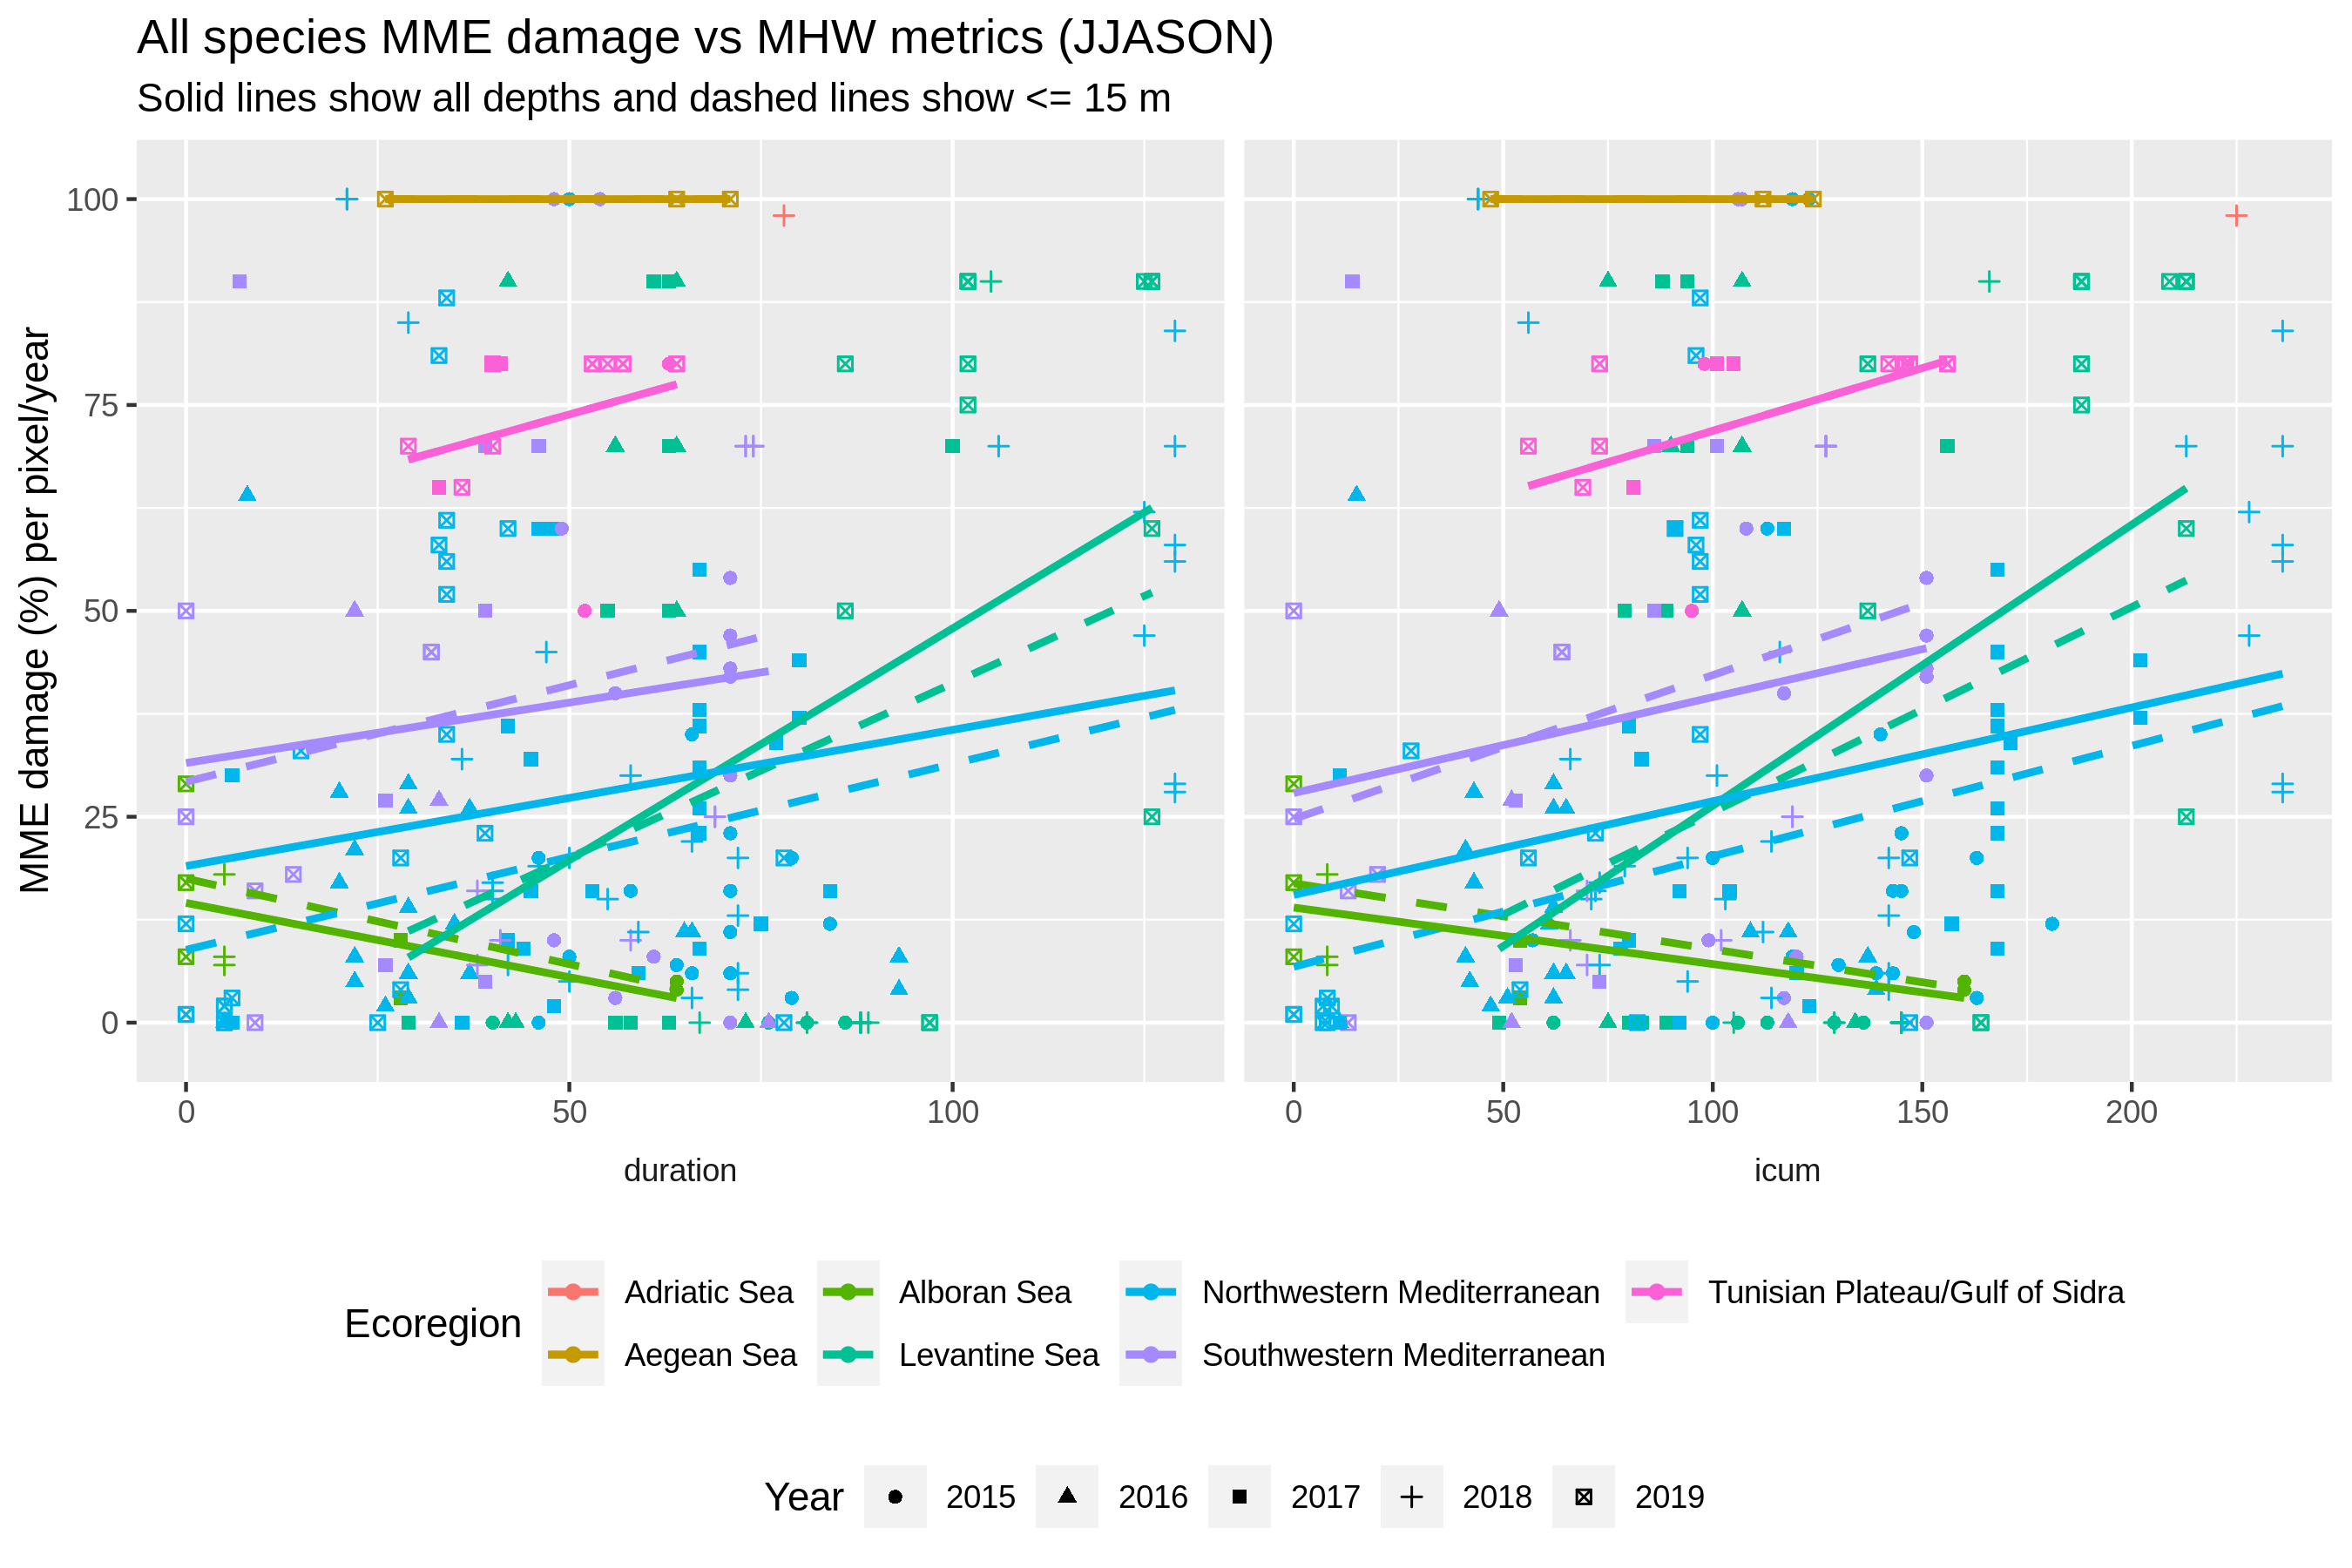 All species MME damage vs MHW metrics (JJASON)
Solid lines show all depths and dashed lines show <= 15 m
MME damage (%) per pixel/year
100
75
50
25
0
0 50 100
0 50 100 150 200
duration
icum
Ecoregion
Adriatic Sea
Alboran Sea
Northwestern Mediterranean
Tunisian Plateau/Gulf of Sidra
Aegean Sea
Levantine Sea
Southwestern Mediterranean
Year
2015
2016
2017
2018
2019